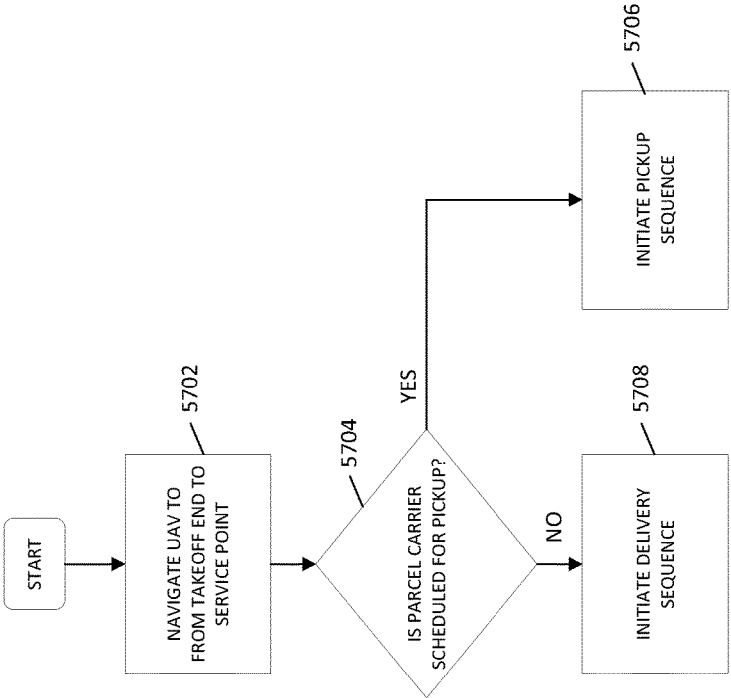 START
NAVIGATE UAV TO
FROM TAKEOFF END TO
SERVICE POINT
5702
IS PARCEL CARRIER
SCHEDULED FOR PICKUP?
5704
YES
NO
INITIATE PICKUP
SEQUENCE
5706
INITIATE DELIVERY
SEQUENCE
5708